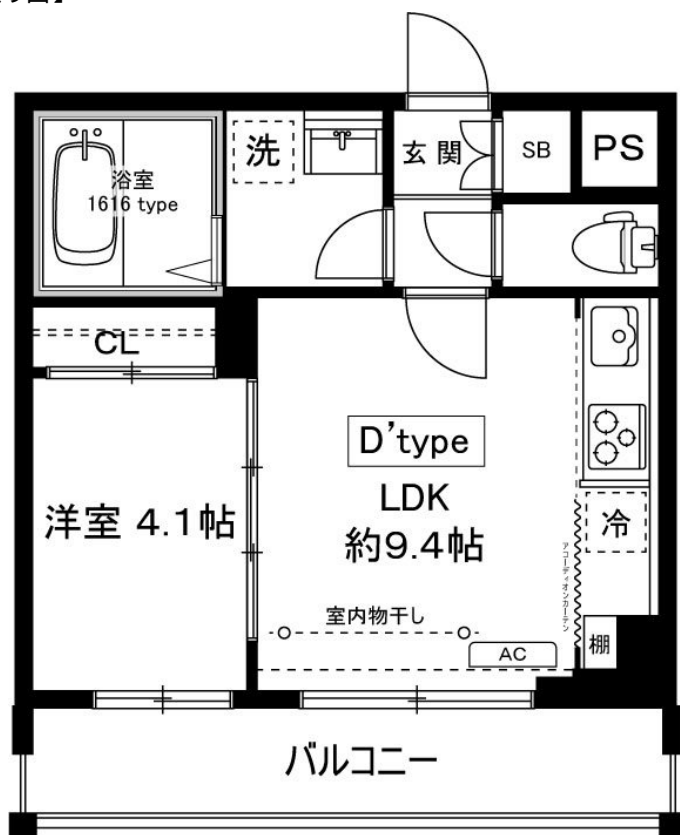 浴室
1616 type
洗
玄関
SB
PS
CL
D'type
LDK
約9.4帖
洋室 4.1帖
冷
アコーディオンカーテン
室内物干し
AC
棚
バルコニー